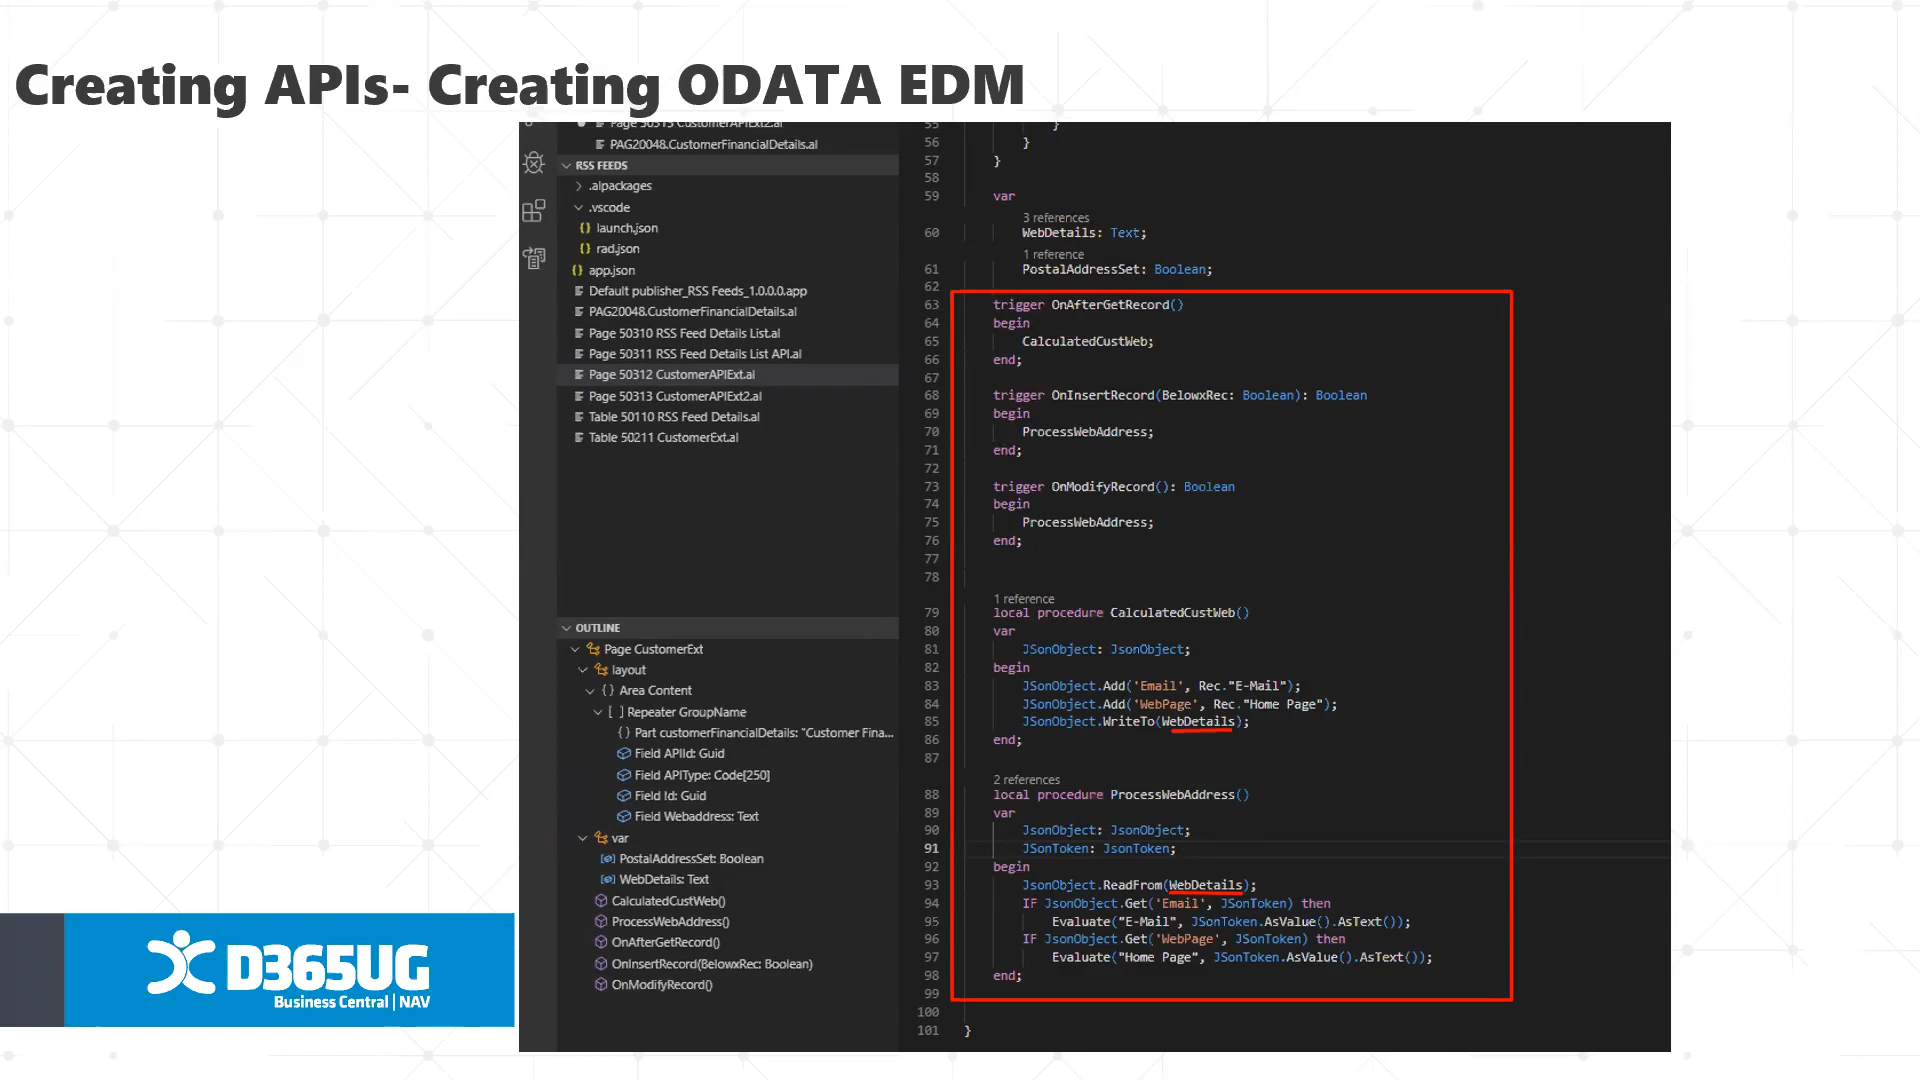 Creating APIs- Creating ODATA EDM
Page 50313 CustomerAPIExt2.al
PAG20048.CustomerFinancialDetails.al
RSS FEEDS
.alpackages
.vscode
{} launch.json
{} rad.json
{} app.json
Default publisher_RSS Feeds_1.0.0.0.app
PAG20048.CustomerFinancialDetails.al
Page 50310 RSS Feed Details List.al
Page 50311 RSS Feed Details List API.al
Page 50312 CustomerAPIExt.al
Page 50313 CustomerAPIExt2.al
Table 50110 RSS Feed Details.al
Table 50211 CustomerExt.al
OUTLINE
Page CustomerExt
layout
{} Area Content
[ ] Repeater GroupName
{} Part customerFinancialDetails: "Customer Fina...
Field APIId: Guid
Field APIType: Code[250]
Field Id: Guid
Field Webaddress: Text
var
PostalAddressSet: Boolean
WebDetails: Text
CalculatedCustWeb()
ProcessWebAddress()
OnAfterGetRecord()
OnInsertRecord(BelowxRec: Boolean)
OnModifyRecord()
55 }
56 }
57 }
58
59 var
3 references
60 WebDetails: Text;
1 reference
61 PostalAddressSet: Boolean;
62
63 trigger OnAfterGetRecord()
64 begin
65 CalculatedCustWeb;
66 end;
67
68 trigger OnInsertRecord(BelowxRec: Boolean): Boolean
69 begin
70 ProcessWebAddress;
71 end;
72
73 trigger OnModifyRecord(): Boolean
74 begin
75 ProcessWebAddress;
76 end;
77
78
1 reference
79 local procedure CalculatedCustWeb()
80 var
81 JSonObject: JsonObject;
82 begin
83 JSonObject.Add('Email', Rec."E-Mail");
84 JSonObject.Add('WebPage', Rec."Home Page");
85 JSonObject.WriteTo(WebDetails);
86 end;
87
2 references
88 local procedure ProcessWebAddress()
89 var
90 JsonObject: JsonObject;
91 JSonToken: JsonToken;
92 begin
93 JsonObject.ReadFrom(WebDetails);
94 IF JsonObject.Get('Email', JSonToken) then
95 Evaluate("E-Mail", JSonToken.AsValue().AsText());
96 IF JsonObject.Get('WebPage', JSonToken) then
97 Evaluate("Home Page", JSonToken.AsValue().AsText());
98 end;
99
100
101 }
D365UG
Business Central | NAV